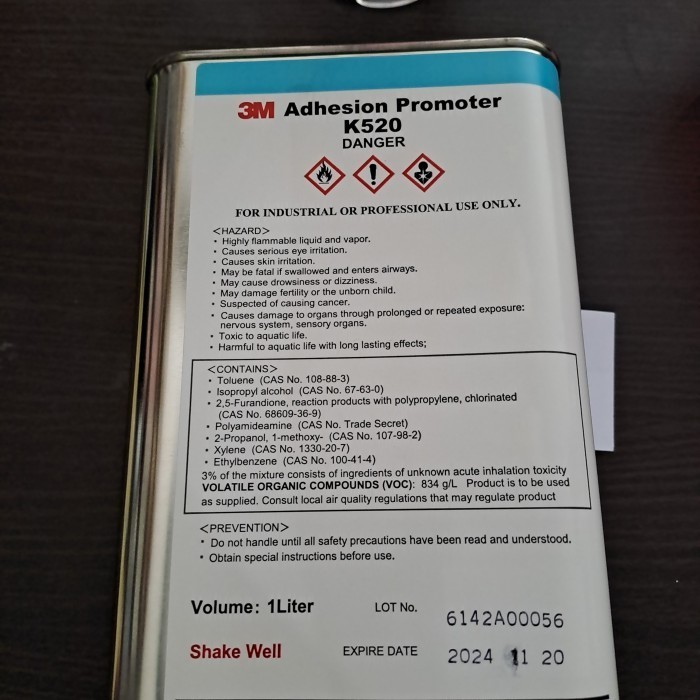 3M Adhesion Promoter
K520
DANGER
FOR INDUSTRIAL OR PROFESSIONAL USE ONLY.
<HAZARD>
• Highly flammable liquid and vapor.
• Causes serious eye irritation.
• Causes skin irritation.
• May be fatal if swallowed and enters airways.
• May cause drowsiness or dizziness.
• May damage fertility or the unborn child.
• Suspected of causing cancer.
• Causes damage to organs through prolonged or repeated exposure:
nervous system, sensory organs.
• Toxic to aquatic life.
• Harmful to aquatic life with long lasting effects;
<CONTAINS>
• Toluene (CAS No. 108-88-3)
• Isopropyl alcohol (CAS No. 67-63-0)
• 2,5-Furandione, reaction products with polypropylene, chlorinated
(CAS No. 68609-36-9)
• Polyamideamine (CAS No. Trade Secret)
• 2-Propanol, 1-methoxy- (CAS No. 107-98-2)
• Xylene (CAS No. 1330-20-7)
• Ethylbenzene (CAS No. 100-41-4)
3% of the mixture consists of ingredients of unknown acute inhalation toxicity
VOLATILE ORGANIC COMPOUNDS (VOC): 834 g/L Product is to be used
as supplied. Consult local air quality regulations that may regulate product
<PREVENTION>
• Do not handle until all safety precautions have been read and understood.
• Obtain special instructions before use.
Volume: 1Liter LOT No. 6142A00056
Shake Well EXPIRE DATE 2024 11 20